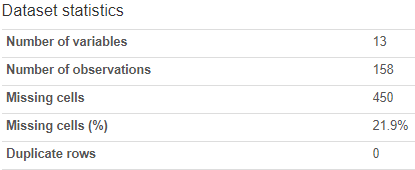 Dataset statistics
Number of variables 13
Number of observations 158
Missing cells 450
Missing cells (%) 21.9%
Duplicate rows 0